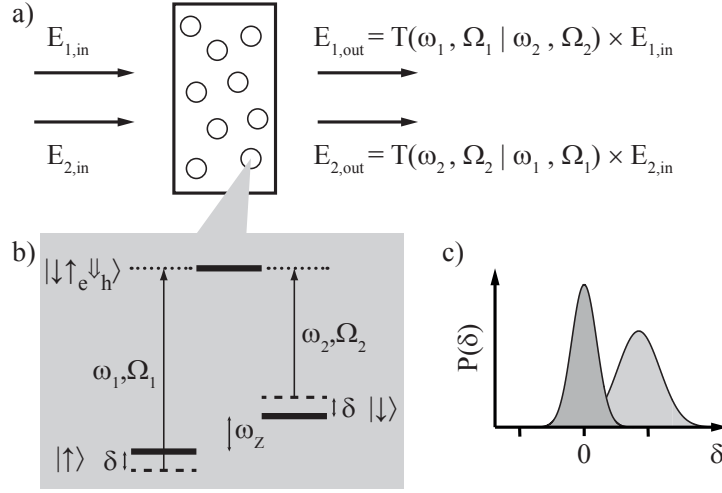 a)
E1,in
E1,out = T(ω1 , Ω1 | ω2 , Ω2) × E1,in
E2,in
E2,out = T(ω2 , Ω2 | ω1 , Ω1) × E2,in
b)
|↓↑e⇓h⟩
ω1,Ω1
ω2,Ω2
δ
|↓⟩
ωZ
|↑⟩
δ
c)
P(δ)
0
δ